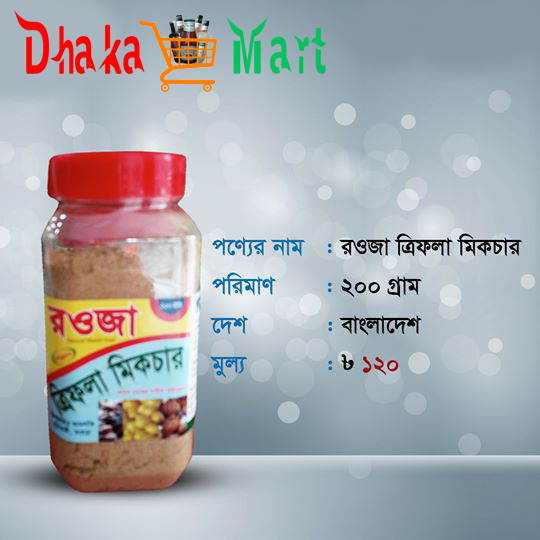 Dhaka Mart
পণ্যের নাম : রওজা ত্রিফলা মিকচার
পরিমাণ : ২০০ গ্রাম
দেশ : বাংলাদেশ
মুল্য : ৳ ১২০
রওজা
ত্রিফলা মিকচার